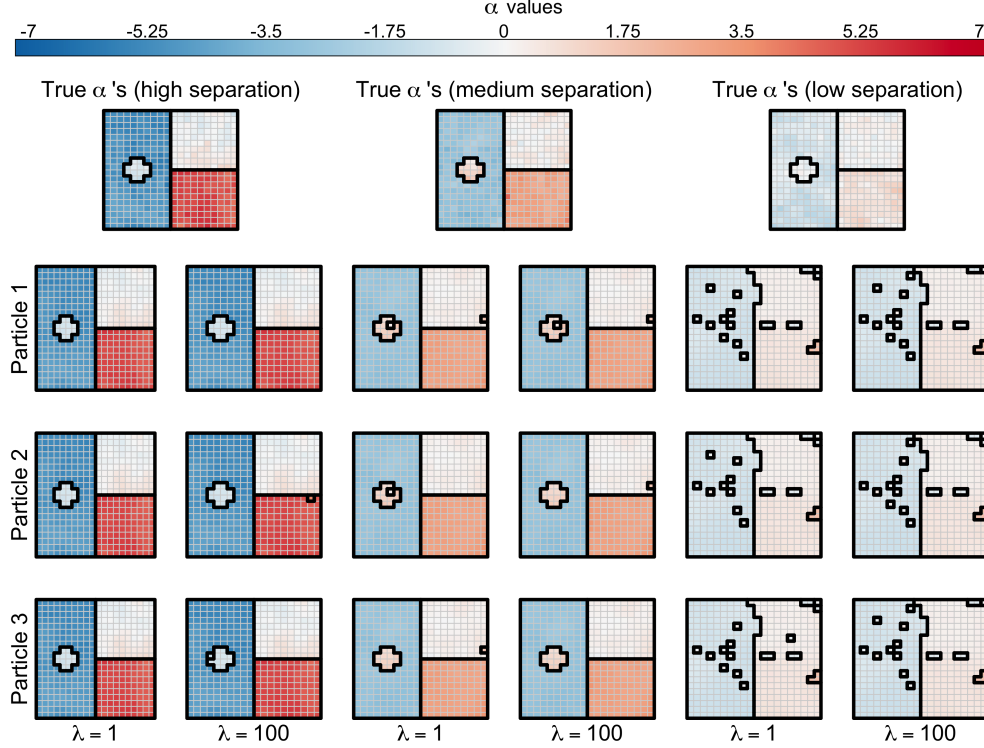 α values
-7 -5.25 -3.5 -1.75 0 1.75 3.5 5.25 7
True α 's (high separation) True α 's (medium separation) True α 's (low separation)
Particle 1
Particle 2
Particle 3
λ = 1 λ = 100 λ = 1 λ = 100 λ = 1 λ = 100